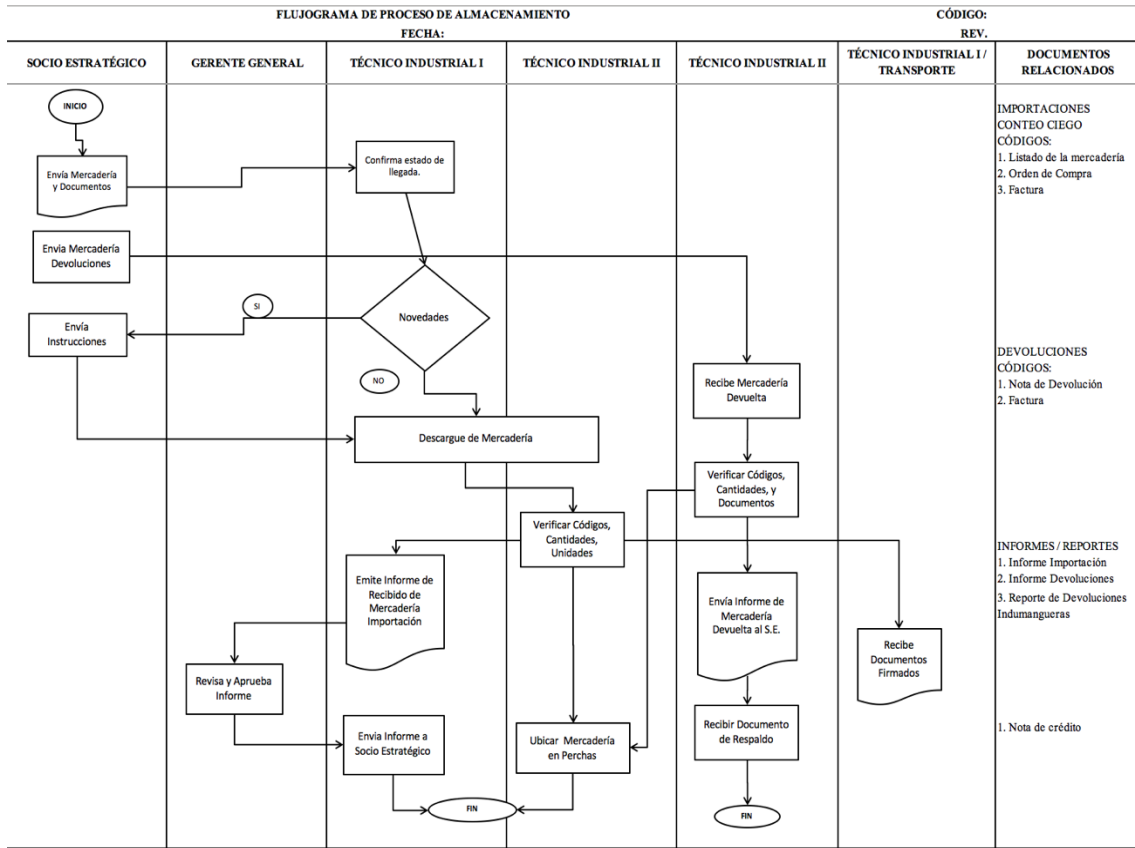 FLUJOGRAMA DE PROCESO DE ALMACENAMIENTO
CÓDIGO:
FECHA:
REV.
SOCIO ESTRATÉGICO
GERENTE GENERAL
TÉCNICO INDUSTRIAL I
TÉCNICO INDUSTRIAL II
TÉCNICO INDUSTRIAL II
TÉCNICO INDUSTRIAL I /
TRANSPORTE
DOCUMENTOS
RELACIONADOS
INICIO
Envía Mercadería
y Documentos
Confirma estado de
llegada.
IMPORTACIONES
CONTEO CIEGO
CÓDIGOS:
1. Listado de la mercadería
2. Orden de Compra
3. Factura
Envia Mercadería
Devoluciones
SI
Novedades
Envía
Instrucciones
NO
Recibe Mercadería
Devuelta
DEVOLUCIONES
CÓDIGOS:
1. Nota de Devolución
2. Factura
Descargue de Mercadería
Verificar Códigos,
Cantidades, y
Documentos
Verificar Códigos,
Cantidades,
Unidades
Emite Informe de
Recibido de
Mercadería
Importación
Envía Informe de
Mercadería
Devuelta al S.E.
Recibe
Documentos
Firmados
INFORMES / REPORTES
1. Informe Importación
2. Informe Devoluciones
3. Reporte de Devoluciones
Indumangueras
Revisa y Aprueba
Informe
Envia Informe a
Socio Estratégico
Ubicar Mercadería
en Perchas
Recibir Documento
de Respaldo
1. Nota de crédito
FIN
FIN